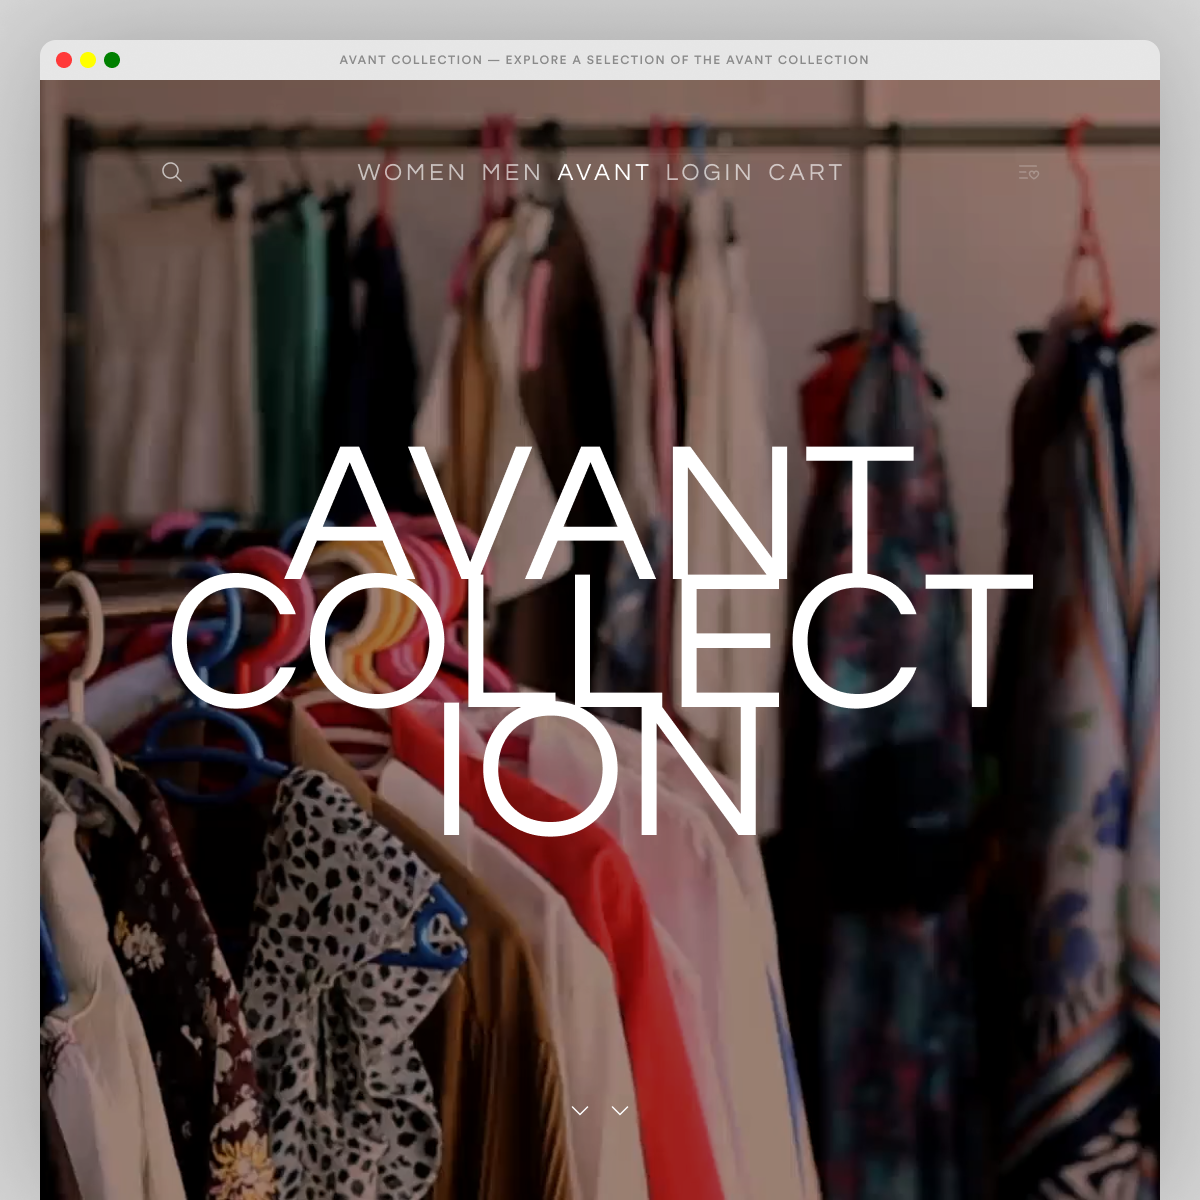 AVANT COLLECTION — EXPLORE A SELECTION OF THE AVANT COLLECTION
WOMEN MEN AVANT LOGIN CART
AVANT
COLLECT
ION